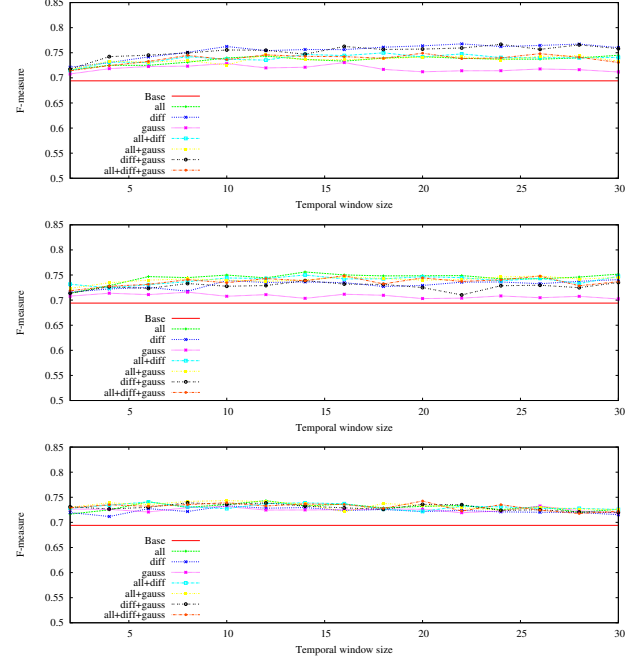 0.85
0.8
0.75
0.7
0.65
0.6
0.55
0.5
F-measure
Base
all
diff
gauss
all+diff
all+gauss
diff+gauss
all+diff+gauss
5 10 15 20 25 30
Temporal window size
0.85
0.8
0.75
0.7
0.65
0.6
0.55
0.5
F-measure
Base
all
diff
gauss
all+diff
all+gauss
diff+gauss
all+diff+gauss
5 10 15 20 25 30
Temporal window size
0.85
0.8
0.75
0.7
0.65
0.6
0.55
0.5
F-measure
Base
all
diff
gauss
all+diff
all+gauss
diff+gauss
all+diff+gauss
5 10 15 20 25 30
Temporal window size